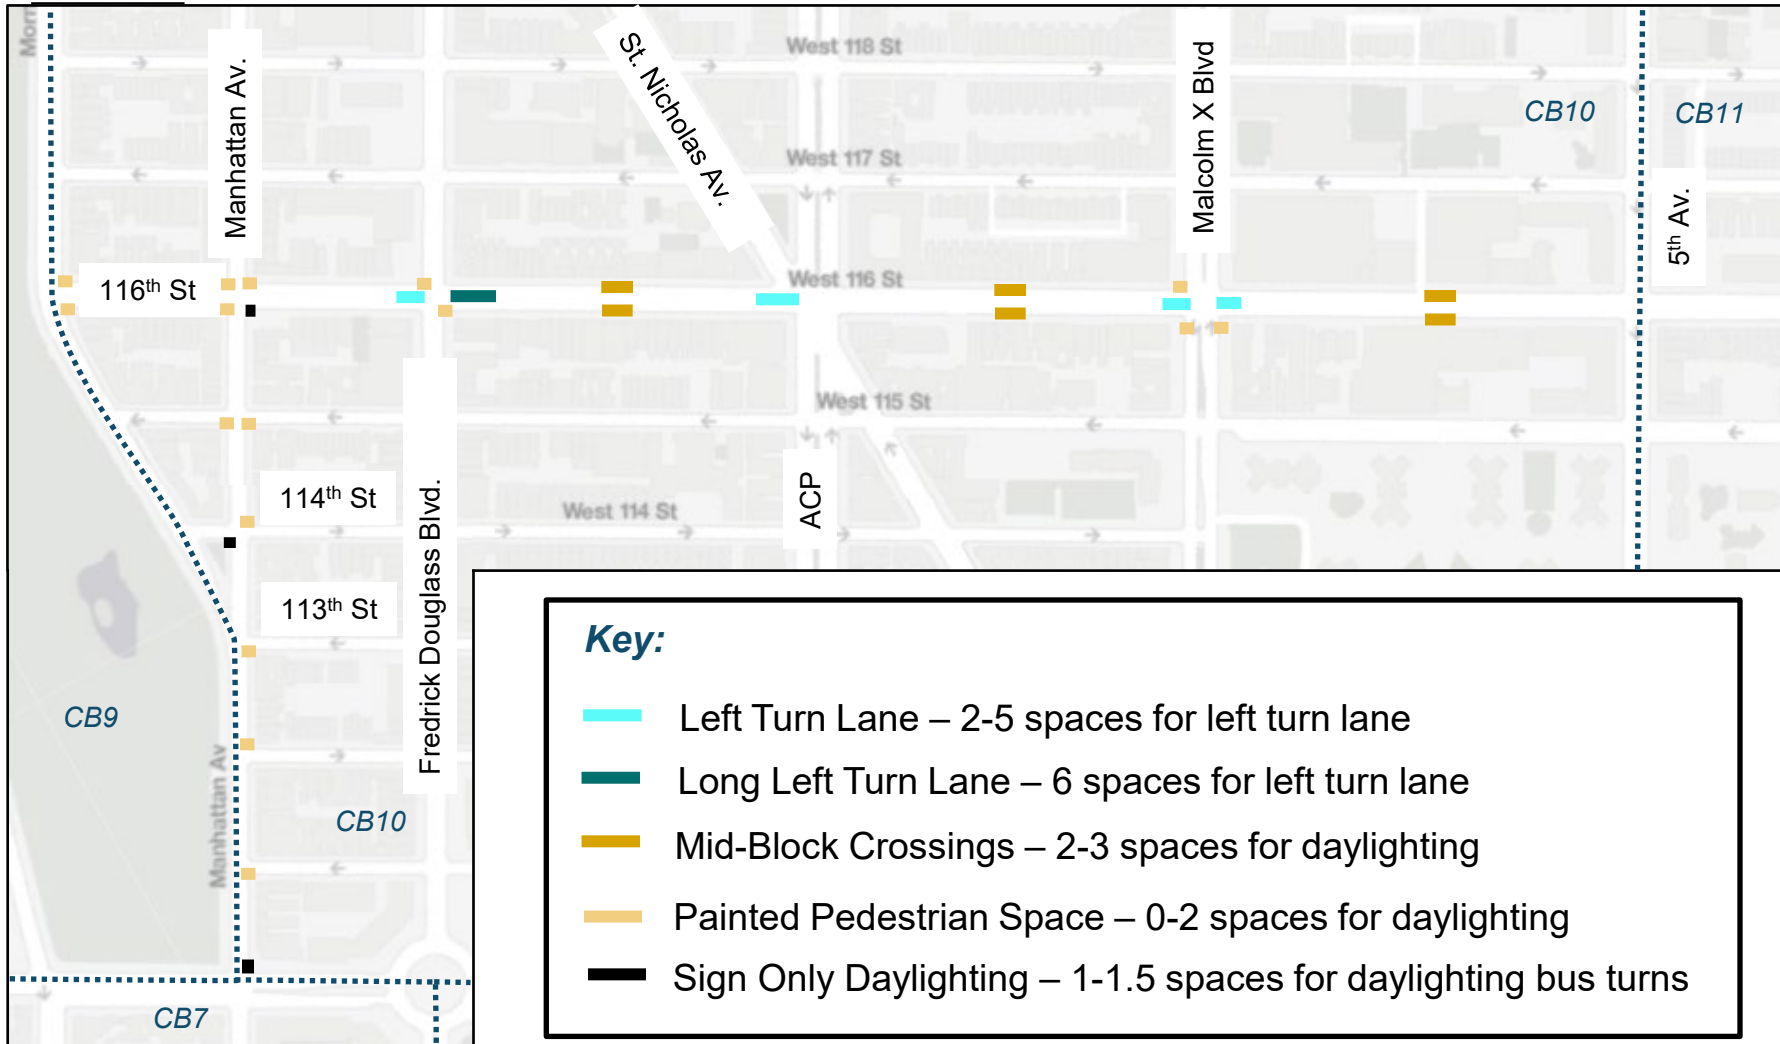 West 118 St
St. Nicholas Av.
Manhattan Av.
Malcolm X Blvd
CB10
CB11
West 117 St
5th Av.
116th St
West 116 St
West 115 St
114th St
West 114 St
ACP
Fredrick Douglass Blvd.
113th St
CB9
Manhattan Av
CB10
CB7
Key:
Left Turn Lane – 2-5 spaces for left turn lane
Long Left Turn Lane – 6 spaces for left turn lane
Mid-Block Crossings – 2-3 spaces for daylighting
Painted Pedestrian Space – 0-2 spaces for daylighting
Sign Only Daylighting – 1-1.5 spaces for daylighting bus turns